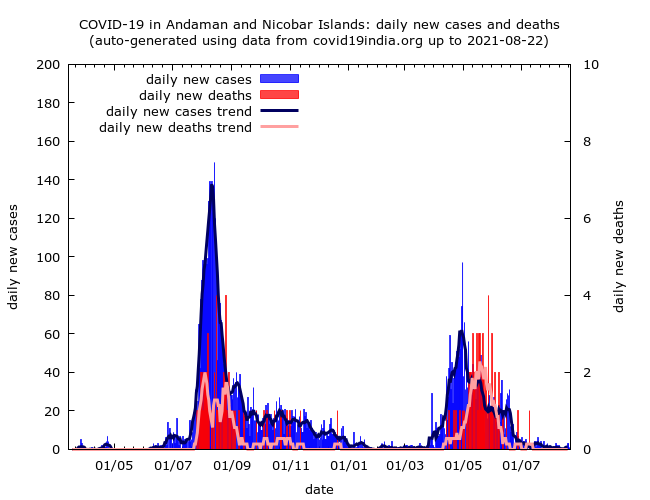 COVID-19 in Andaman and Nicobar Islands: daily new cases and deaths
(auto-generated using data from covid19india.org up to 2021-08-22)
daily new cases
daily new deaths
daily new cases trend
daily new deaths trend
200
180
160
140
120
100
80
60
40
20
0
10
8
6
4
2
0
daily new cases
daily new deaths
01/05 01/07 01/09 01/11 01/01 01/03 01/05 01/07
date